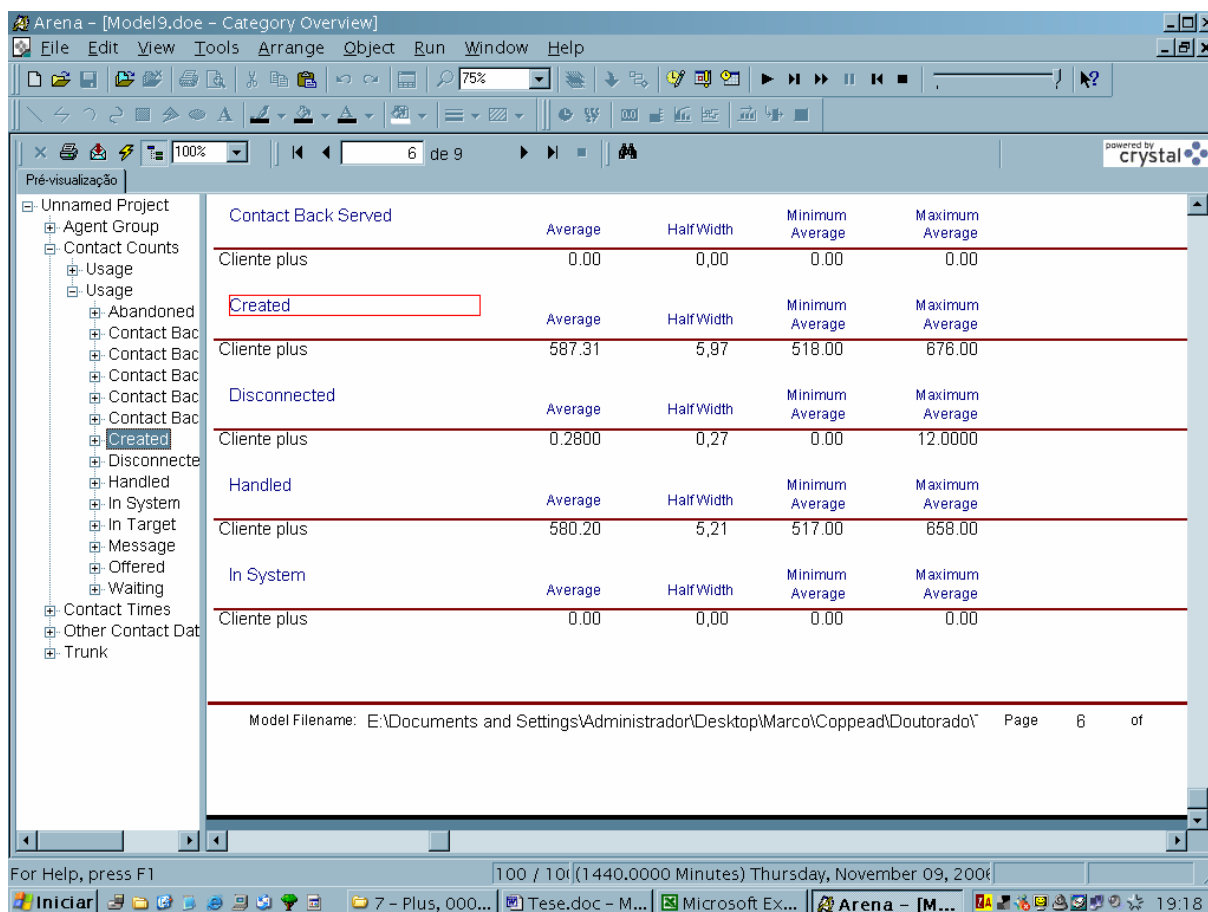 Arena - [Model9.doe - Category Overview]
File Edit View Tools Arrange Object Run Window Help
75%
100%
6 de 9
powered by crystal
Pré-visualização
Unnamed Project
Agent Group
Contact Counts
Usage
Usage
Abandoned
Contact Bac
Contact Bac
Contact Bac
Contact Bac
Contact Bac
Created
Disconnecte
Handled
In System
In Target
Message
Offered
Waiting
Contact Times
Other Contact Dat
Trunk
Contact Back Served Average Half Width Minimum Average Maximum Average
Cliente plus 0.00 0,00 0.00 0.00
Created Average Half Width Minimum Average Maximum Average
Cliente plus 587.31 5,97 518.00 676.00
Disconnected Average Half Width Minimum Average Maximum Average
Cliente plus 0.2800 0,27 0.00 12.0000
Handled Average Half Width Minimum Average Maximum Average
Cliente plus 580.20 5,21 517.00 658.00
In System Average Half Width Minimum Average Maximum Average
Cliente plus 0.00 0,00 0.00 0.00
Model Filename: E:\Documents and Settings\Administrador\Desktop\Marco\Coppead\Doutorado\ Page 6 of
For Help, press F1 100 / 10 (1440.0000 Minutes) Thursday, November 09, 200
Iniciar 7 - Plus, 000... Tese.doc - M... Microsoft Ex... Arena - [M... 19:18